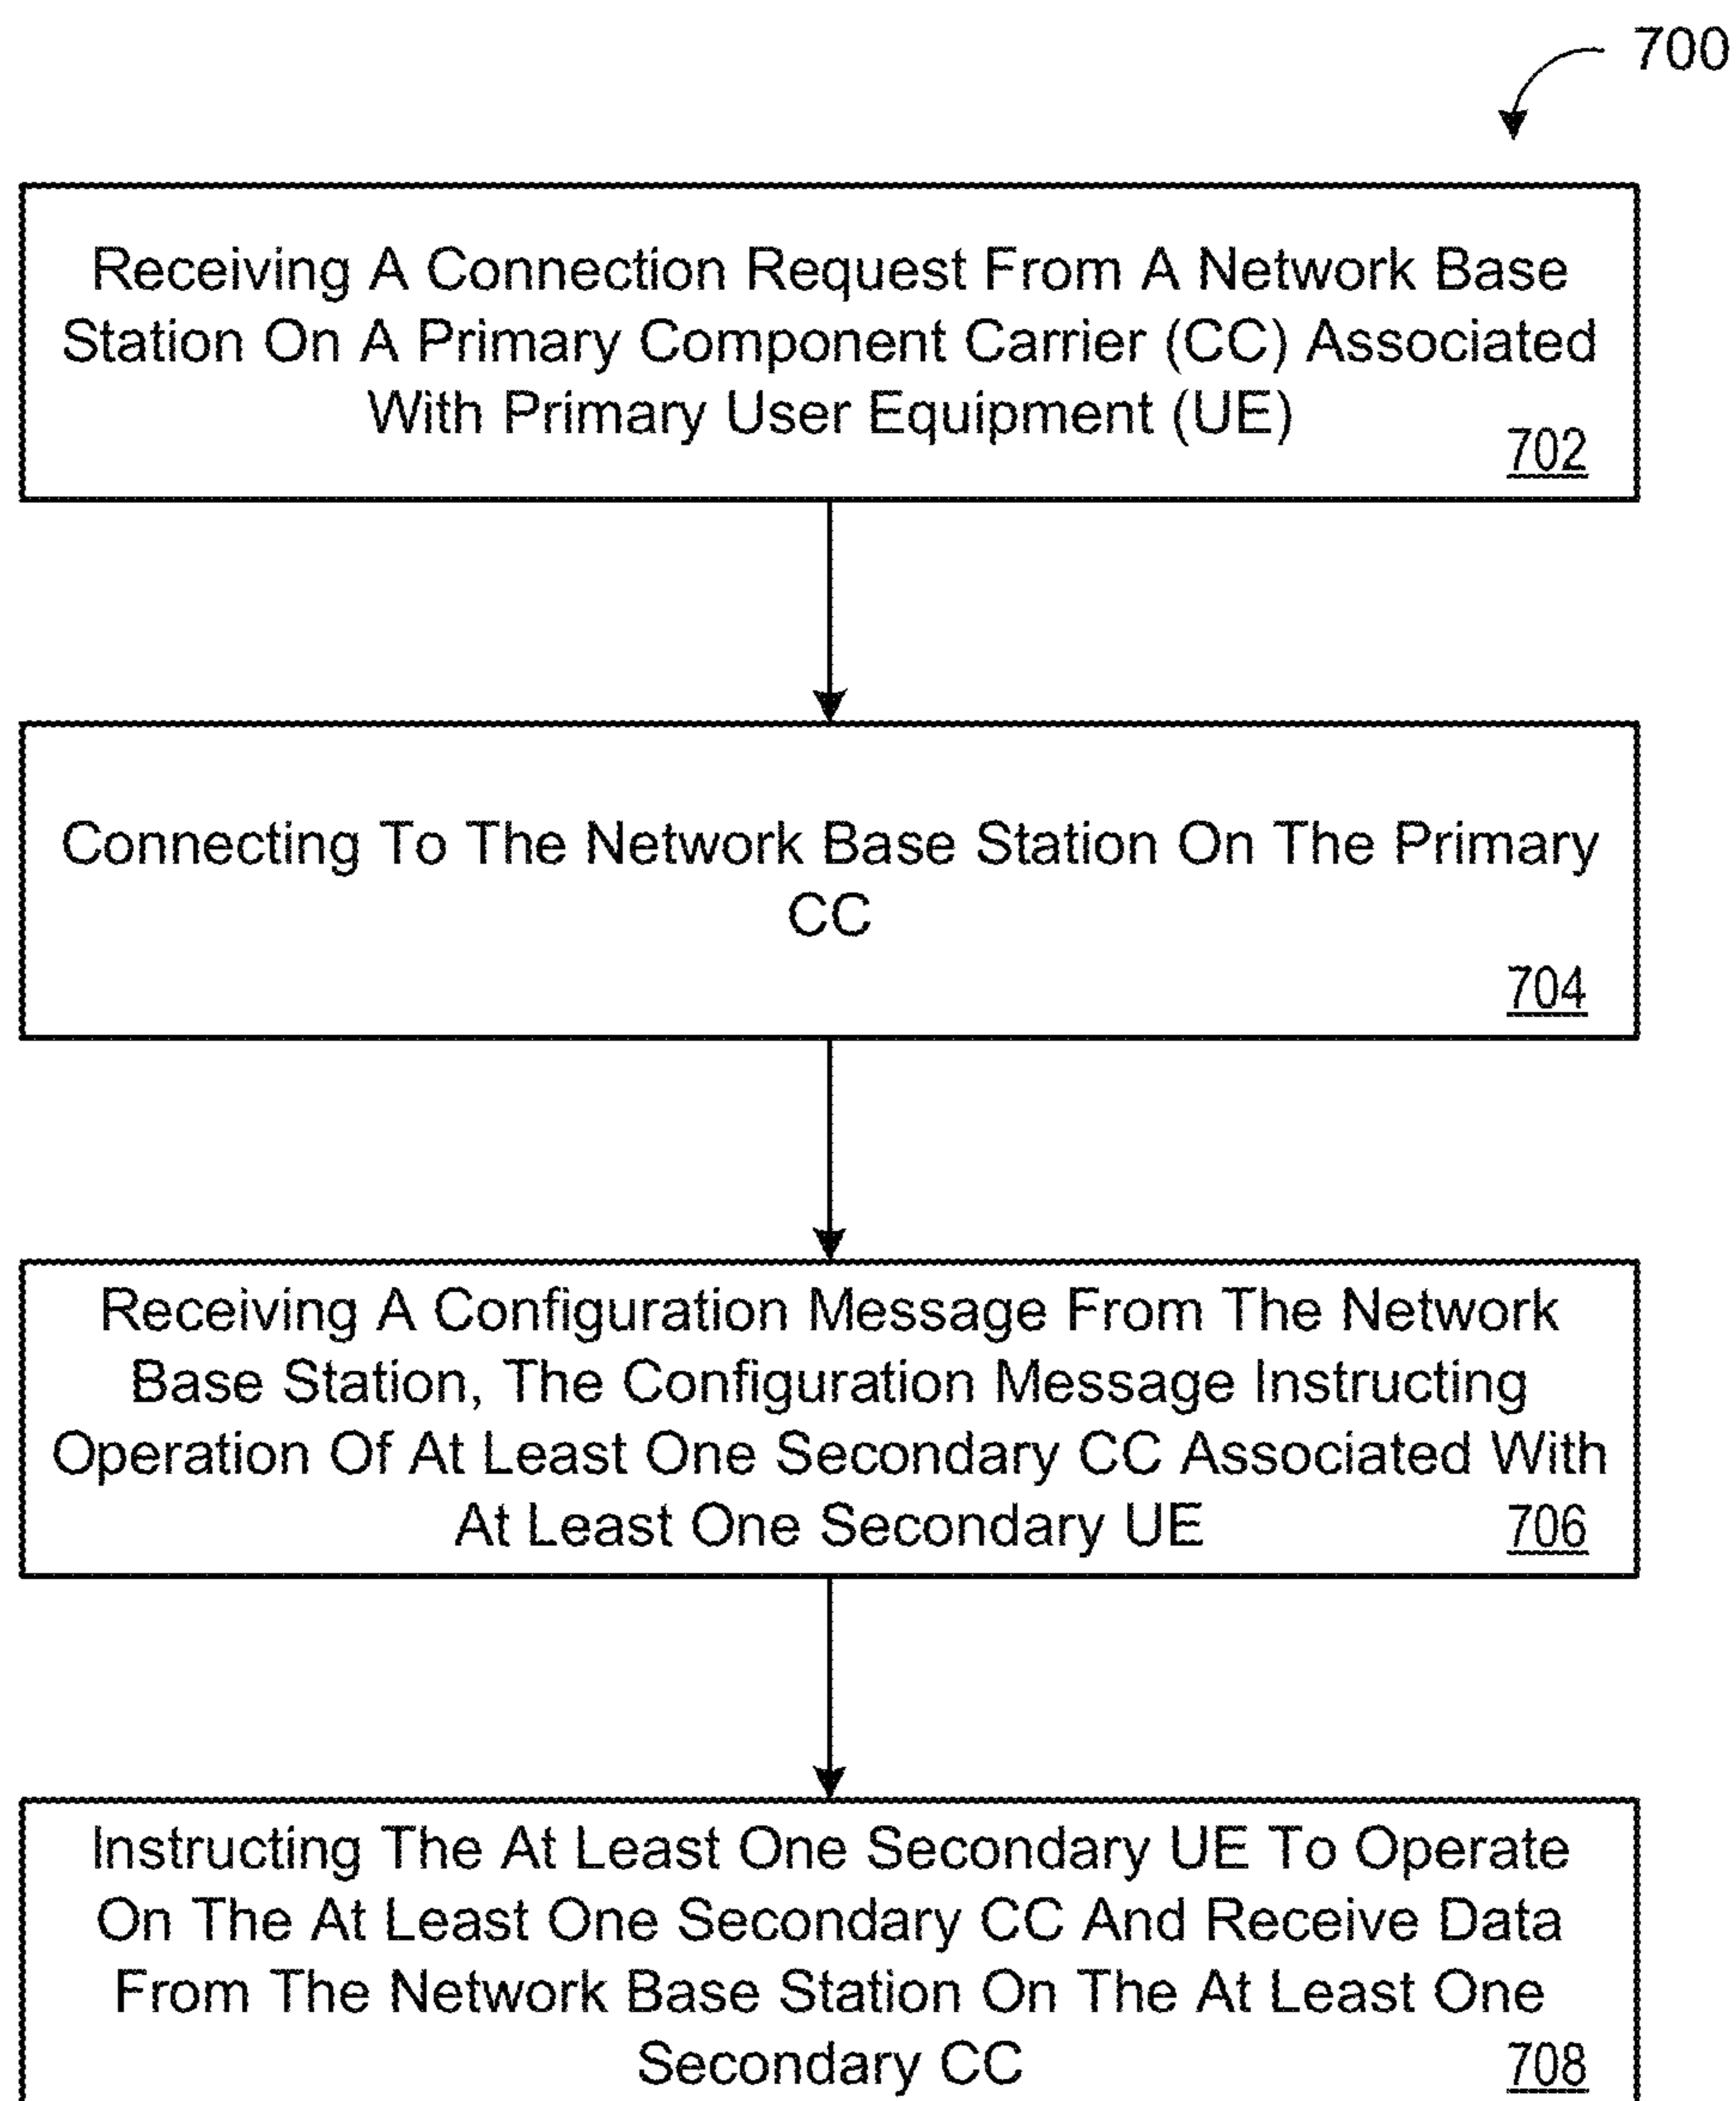 700
Receiving A Connection Request From A Network Base
Station On A Primary Component Carrier (CC) Associated
With Primary User Equipment (UE)
702
Connecting To The Network Base Station On The Primary
CC
704
Receiving A Configuration Message From The Network
Base Station, The Configuration Message Instructing
Operation Of At Least One Secondary CC Associated With
At Least One Secondary UE
706
Instructing The At Least One Secondary UE To Operate
On The At Least One Secondary CC And Receive Data
From The Network Base Station On The At Least One
Secondary CC
708